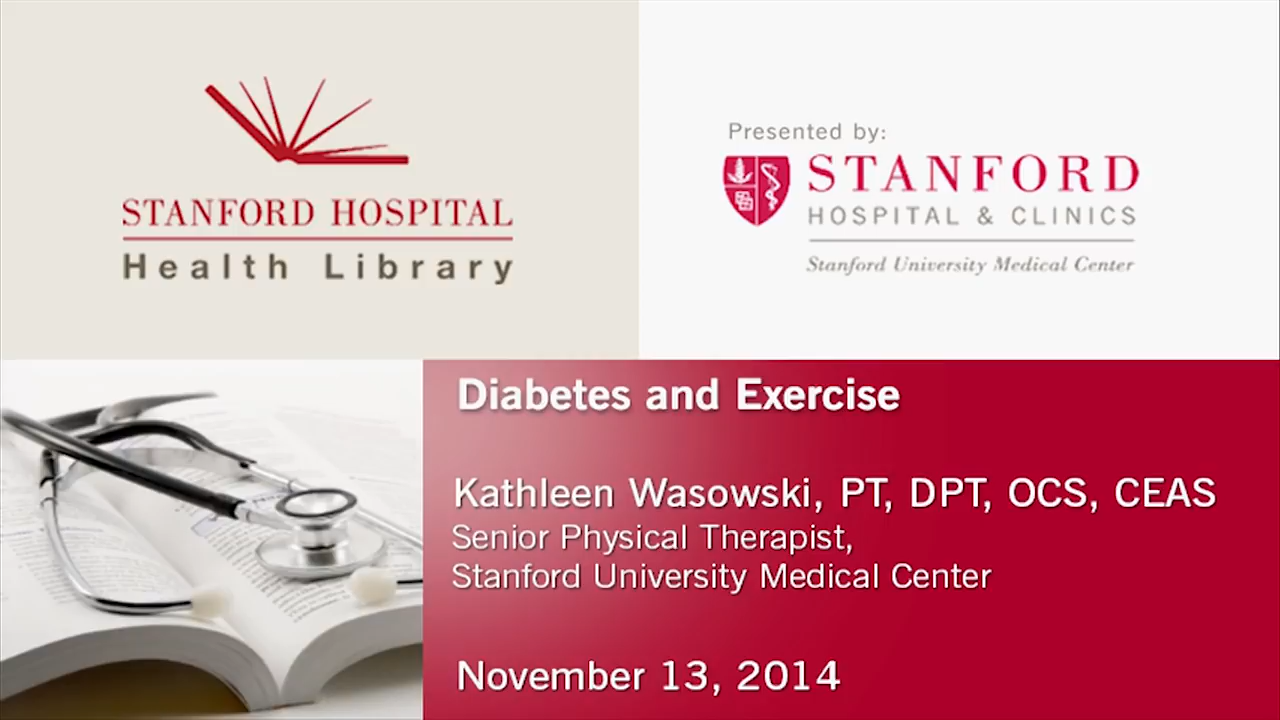 STANFORD HOSPITAL
Health Library
Presented by:
STANFORD
HOSPITAL & CLINICS
Stanford University Medical Center
Diabetes and Exercise
Kathleen Wasowski, PT, DPT, OCS, CEAS
Senior Physical Therapist,
Stanford University Medical Center
November 13, 2014